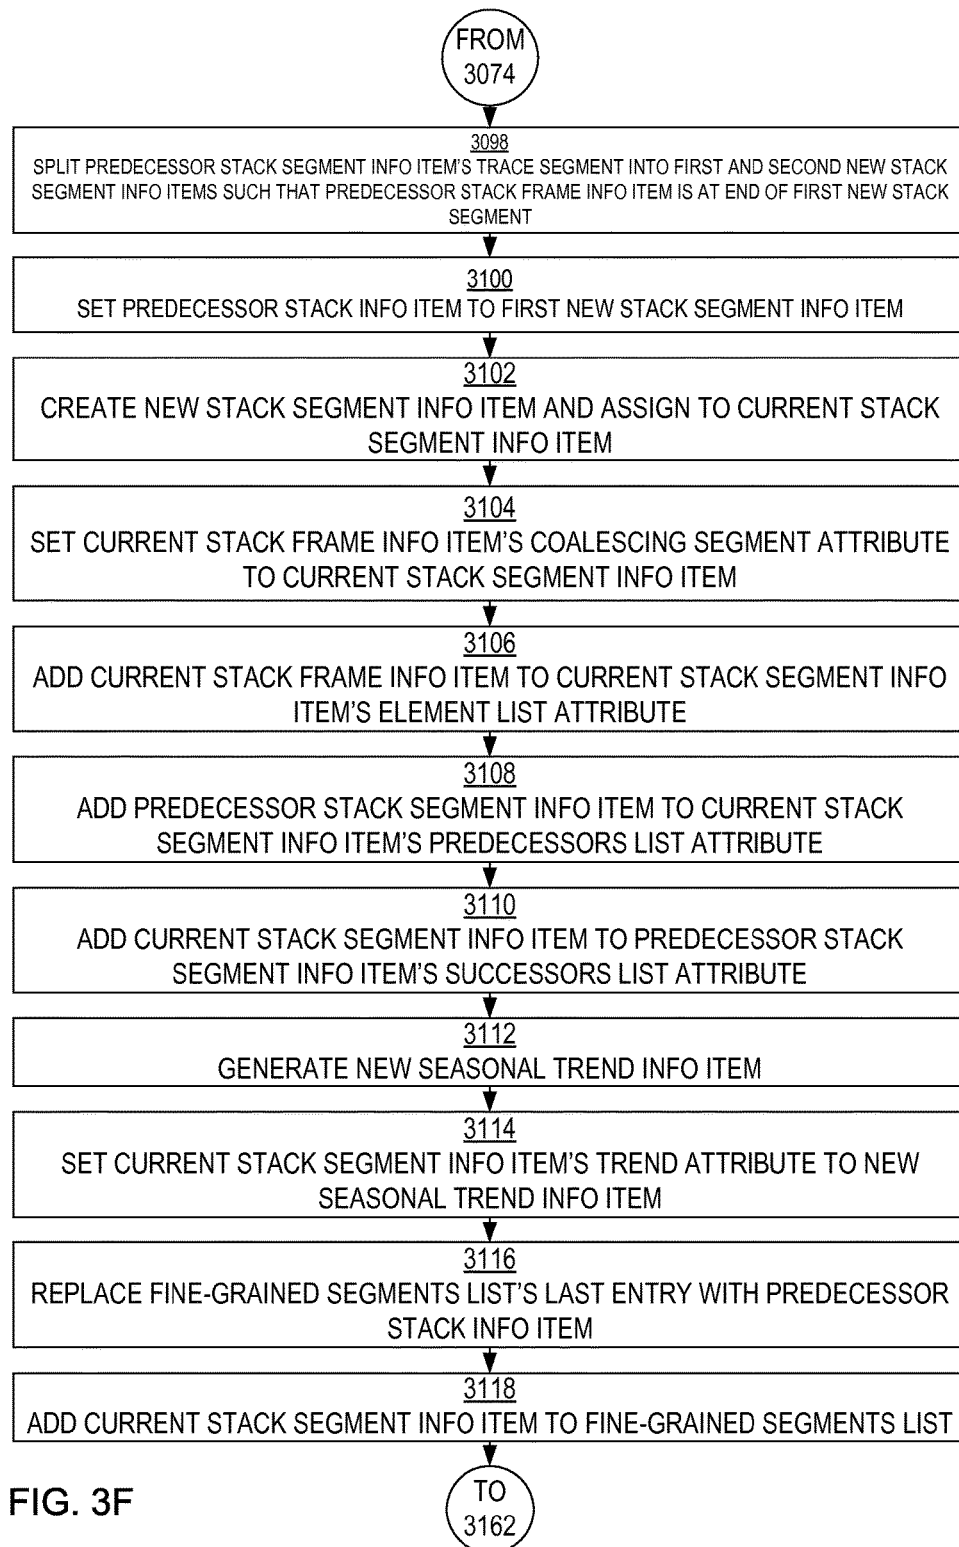 FROM
3074
3098
SPLIT PREDECESSOR STACK SEGMENT INFO ITEM'S TRACE SEGMENT INTO FIRST AND SECOND NEW STACK
SEGMENT INFO ITEMS SUCH THAT PREDECESSOR STACK FRAME INFO ITEM IS AT END OF FIRST NEW STACK
SEGMENT
3100
SET PREDECESSOR STACK INFO ITEM TO FIRST NEW STACK SEGMENT INFO ITEM
3102
CREATE NEW STACK SEGMENT INFO ITEM AND ASSIGN TO CURRENT STACK
SEGMENT INFO ITEM
3104
SET CURRENT STACK FRAME INFO ITEM'S COALESCING SEGMENT ATTRIBUTE
TO CURRENT STACK SEGMENT INFO ITEM
3106
ADD CURRENT STACK FRAME INFO ITEM TO CURRENT STACK SEGMENT INFO
ITEM'S ELEMENT LIST ATTRIBUTE
3108
ADD PREDECESSOR STACK SEGMENT INFO ITEM TO CURRENT STACK
SEGMENT INFO ITEM'S PREDECESSORS LIST ATTRIBUTE
3110
ADD CURRENT STACK SEGMENT INFO ITEM TO PREDECESSOR STACK
SEGMENT INFO ITEM'S SUCCESSORS LIST ATTRIBUTE
3112
GENERATE NEW SEASONAL TREND INFO ITEM
3114
SET CURRENT STACK SEGMENT INFO ITEM'S TREND ATTRIBUTE TO NEW
SEASONAL TREND INFO ITEM
3116
REPLACE FINE-GRAINED SEGMENTS LIST'S LAST ENTRY WITH PREDECESSOR
STACK INFO ITEM
3118
ADD CURRENT STACK SEGMENT INFO ITEM TO FINE-GRAINED SEGMENTS LIST
FIG. 3F
TO
3162